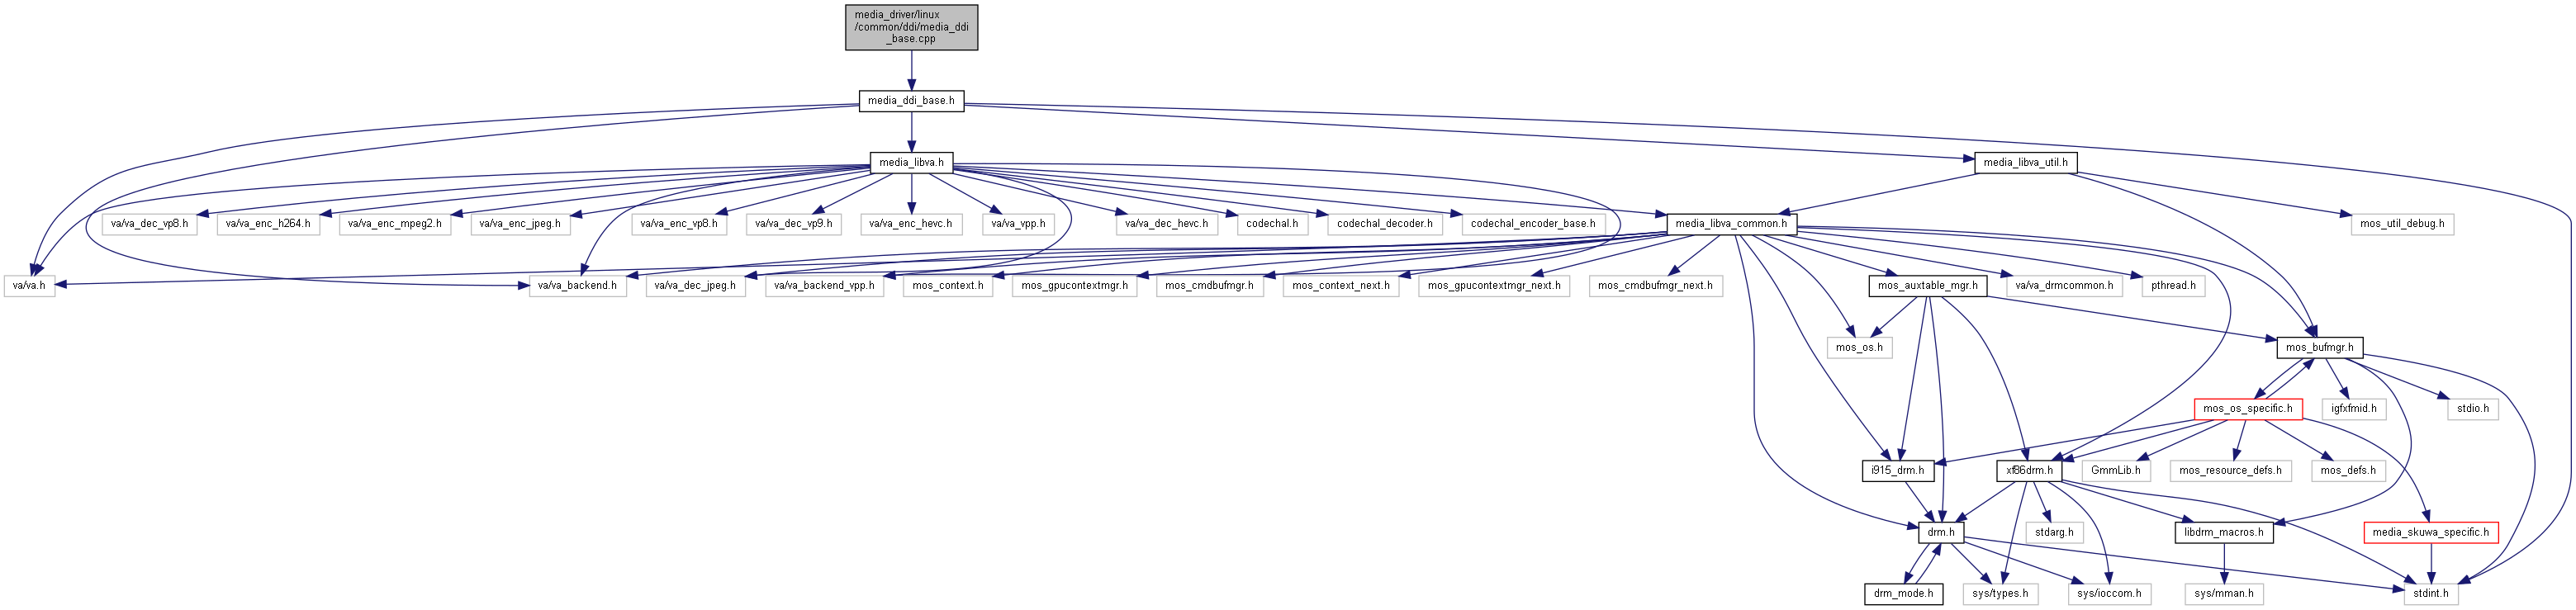 media_driver/linux
/common/ddi/media_ddi
_base.cpp
media_ddi_base.h
media_libva.h
media_libva_util.h
va/va_dec_vp8.h
va/va_enc_h264.h
va/va_enc_mpeg2.h
va/va_enc_jpeg.h
va/va_enc_vp8.h
va/va_dec_vp9.h
va/va_enc_hevc.h
va/va_vpp.h
va/va_dec_hevc.h
codechal.h
codechal_decoder.h
codechal_encoder_base.h
media_libva_common.h
mos_util_debug.h
va/va.h
va/va_backend.h
va/va_dec_jpeg.h
va/va_backend_vpp.h
mos_context.h
mos_gpucontextmgr.h
mos_cmdbufmgr.h
mos_context_next.h
mos_gpucontextmgr_next.h
mos_cmdbufmgr_next.h
mos_auxtable_mgr.h
va/va_drmcommon.h
pthread.h
mos_os.h
mos_bufmgr.h
mos_os_specific.h
igfxfmid.h
stdio.h
i915_drm.h
xf86drm.h
GmmLib.h
mos_resource_defs.h
mos_defs.h
drm.h
stdarg.h
libdrm_macros.h
media_skuwa_specific.h
drm_mode.h
sys/types.h
sys/ioccom.h
sys/mman.h
stdint.h